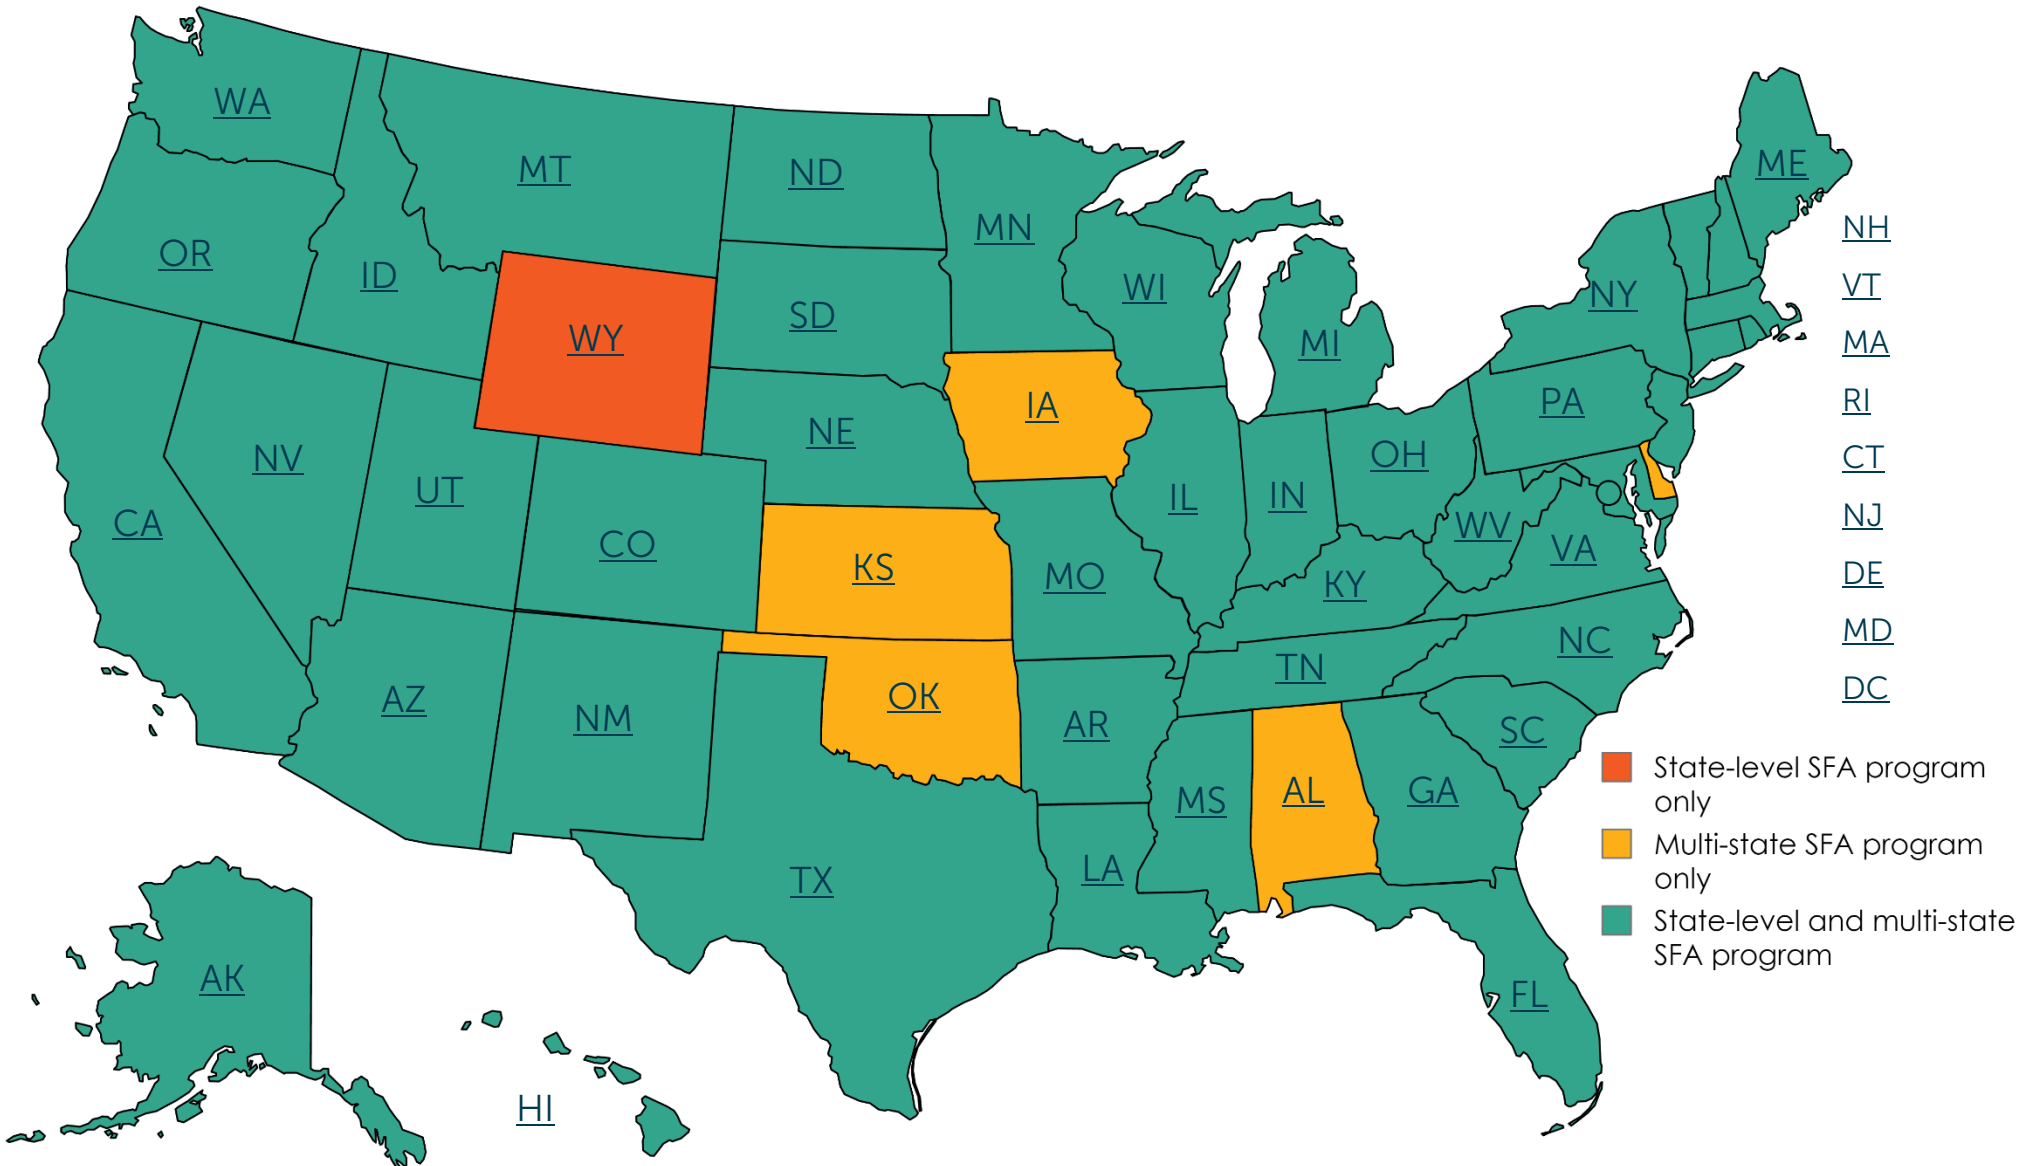 WA
MT
ND
MN
ME
OR
ID
WY
SD
WI
MI
NY
NH
VT
MA
RI
CT
NJ
DE
MD
DC
NV
UT
CA
CO
NE
IA
KS
MO
IL
IN
OH
PA
WV
VA
KY
NC
TN
SC
AZ
NM
OK
AR
MS
AL
GA
TX
LA
FL
AK
HI
State-level SFA program
only
Multi-state SFA program
only
State-level and multi-state
SFA program